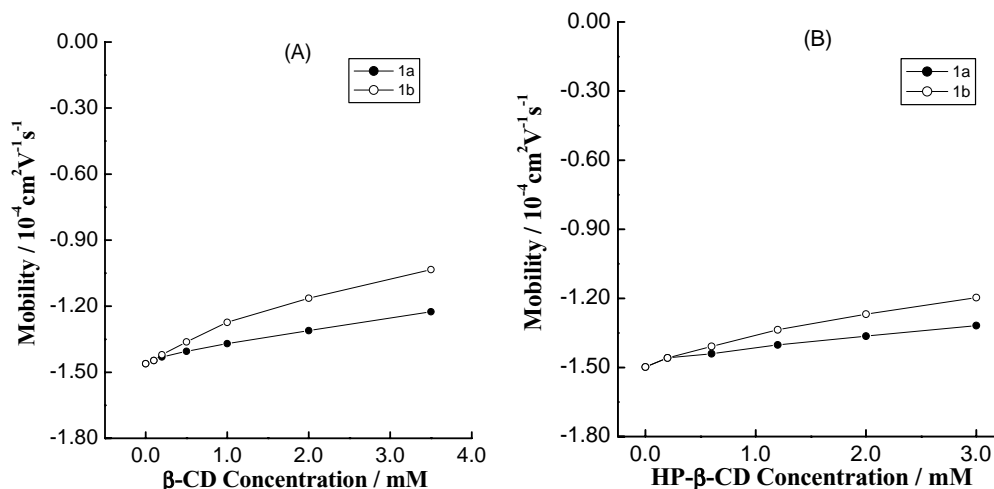 (A)
1a
1b
0.00
-0.30
-0.60
-0.90
-1.20
-1.50
-1.80
Mobility / 10⁻⁴cm²V⁻¹s⁻¹
0.0 1.0 2.0 3.0 4.0
β-CD Concentration / mM
(B)
1a
1b
0.00
-0.30
-0.60
-0.90
-1.20
-1.50
-1.80
Mobility / 10⁻⁴cm²V⁻¹s⁻¹
0.0 1.0 2.0 3.0
HP-β-CD Concentration / mM